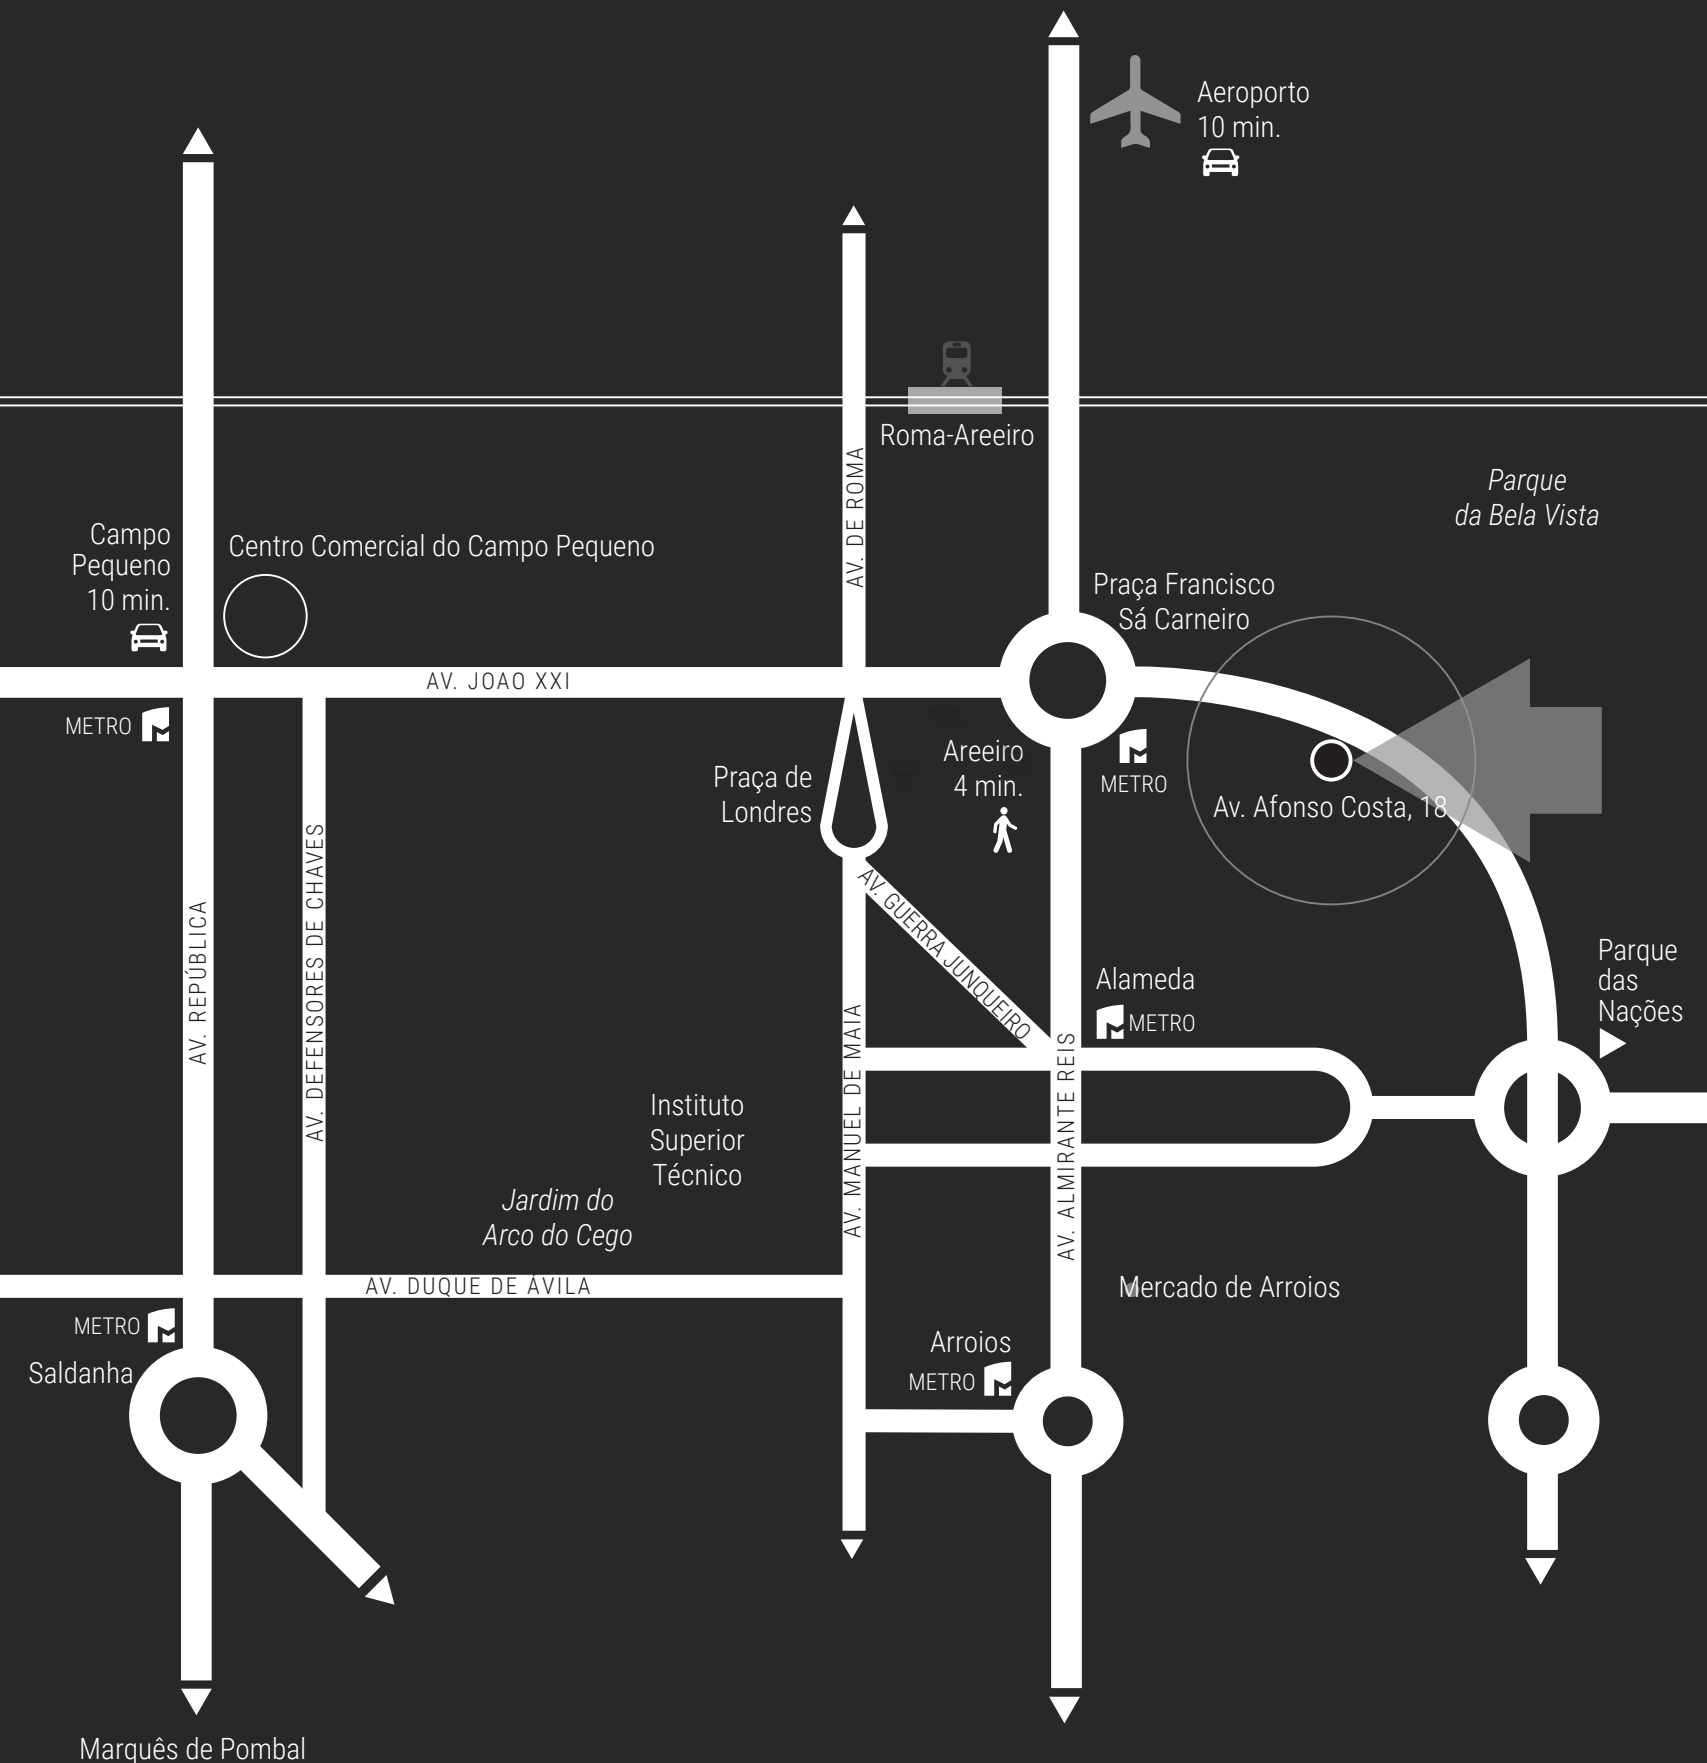 Aeroporto
10 min.
Roma-Areeiro
AV. DE ROMA
Parque
da Bela Vista
Campo
Pequeno
10 min.
Centro Comercial do Campo Pequeno
Praça Francisco
Sá Carneiro
AV. JOAO XXI
METRO
Areeiro
4 min.
METRO
Praça de
Londres
Av. Afonso Costa, 18
AV. GUERRA JUNQUEIRO
AV. REPÚBLICA
AV. DEFENSORES DE CHAVES
Alameda
METRO
Parque
das
Nações
AV. MANUEL DE MAIA
AV. ALMIRANTE REIS
Instituto
Superior
Técnico
Jardim do
Arco do Cego
AV. DUQUE DE ÁVILA
Mercado de Arroios
METRO
Saldanha
Arroios
METRO
Marquês de Pombal